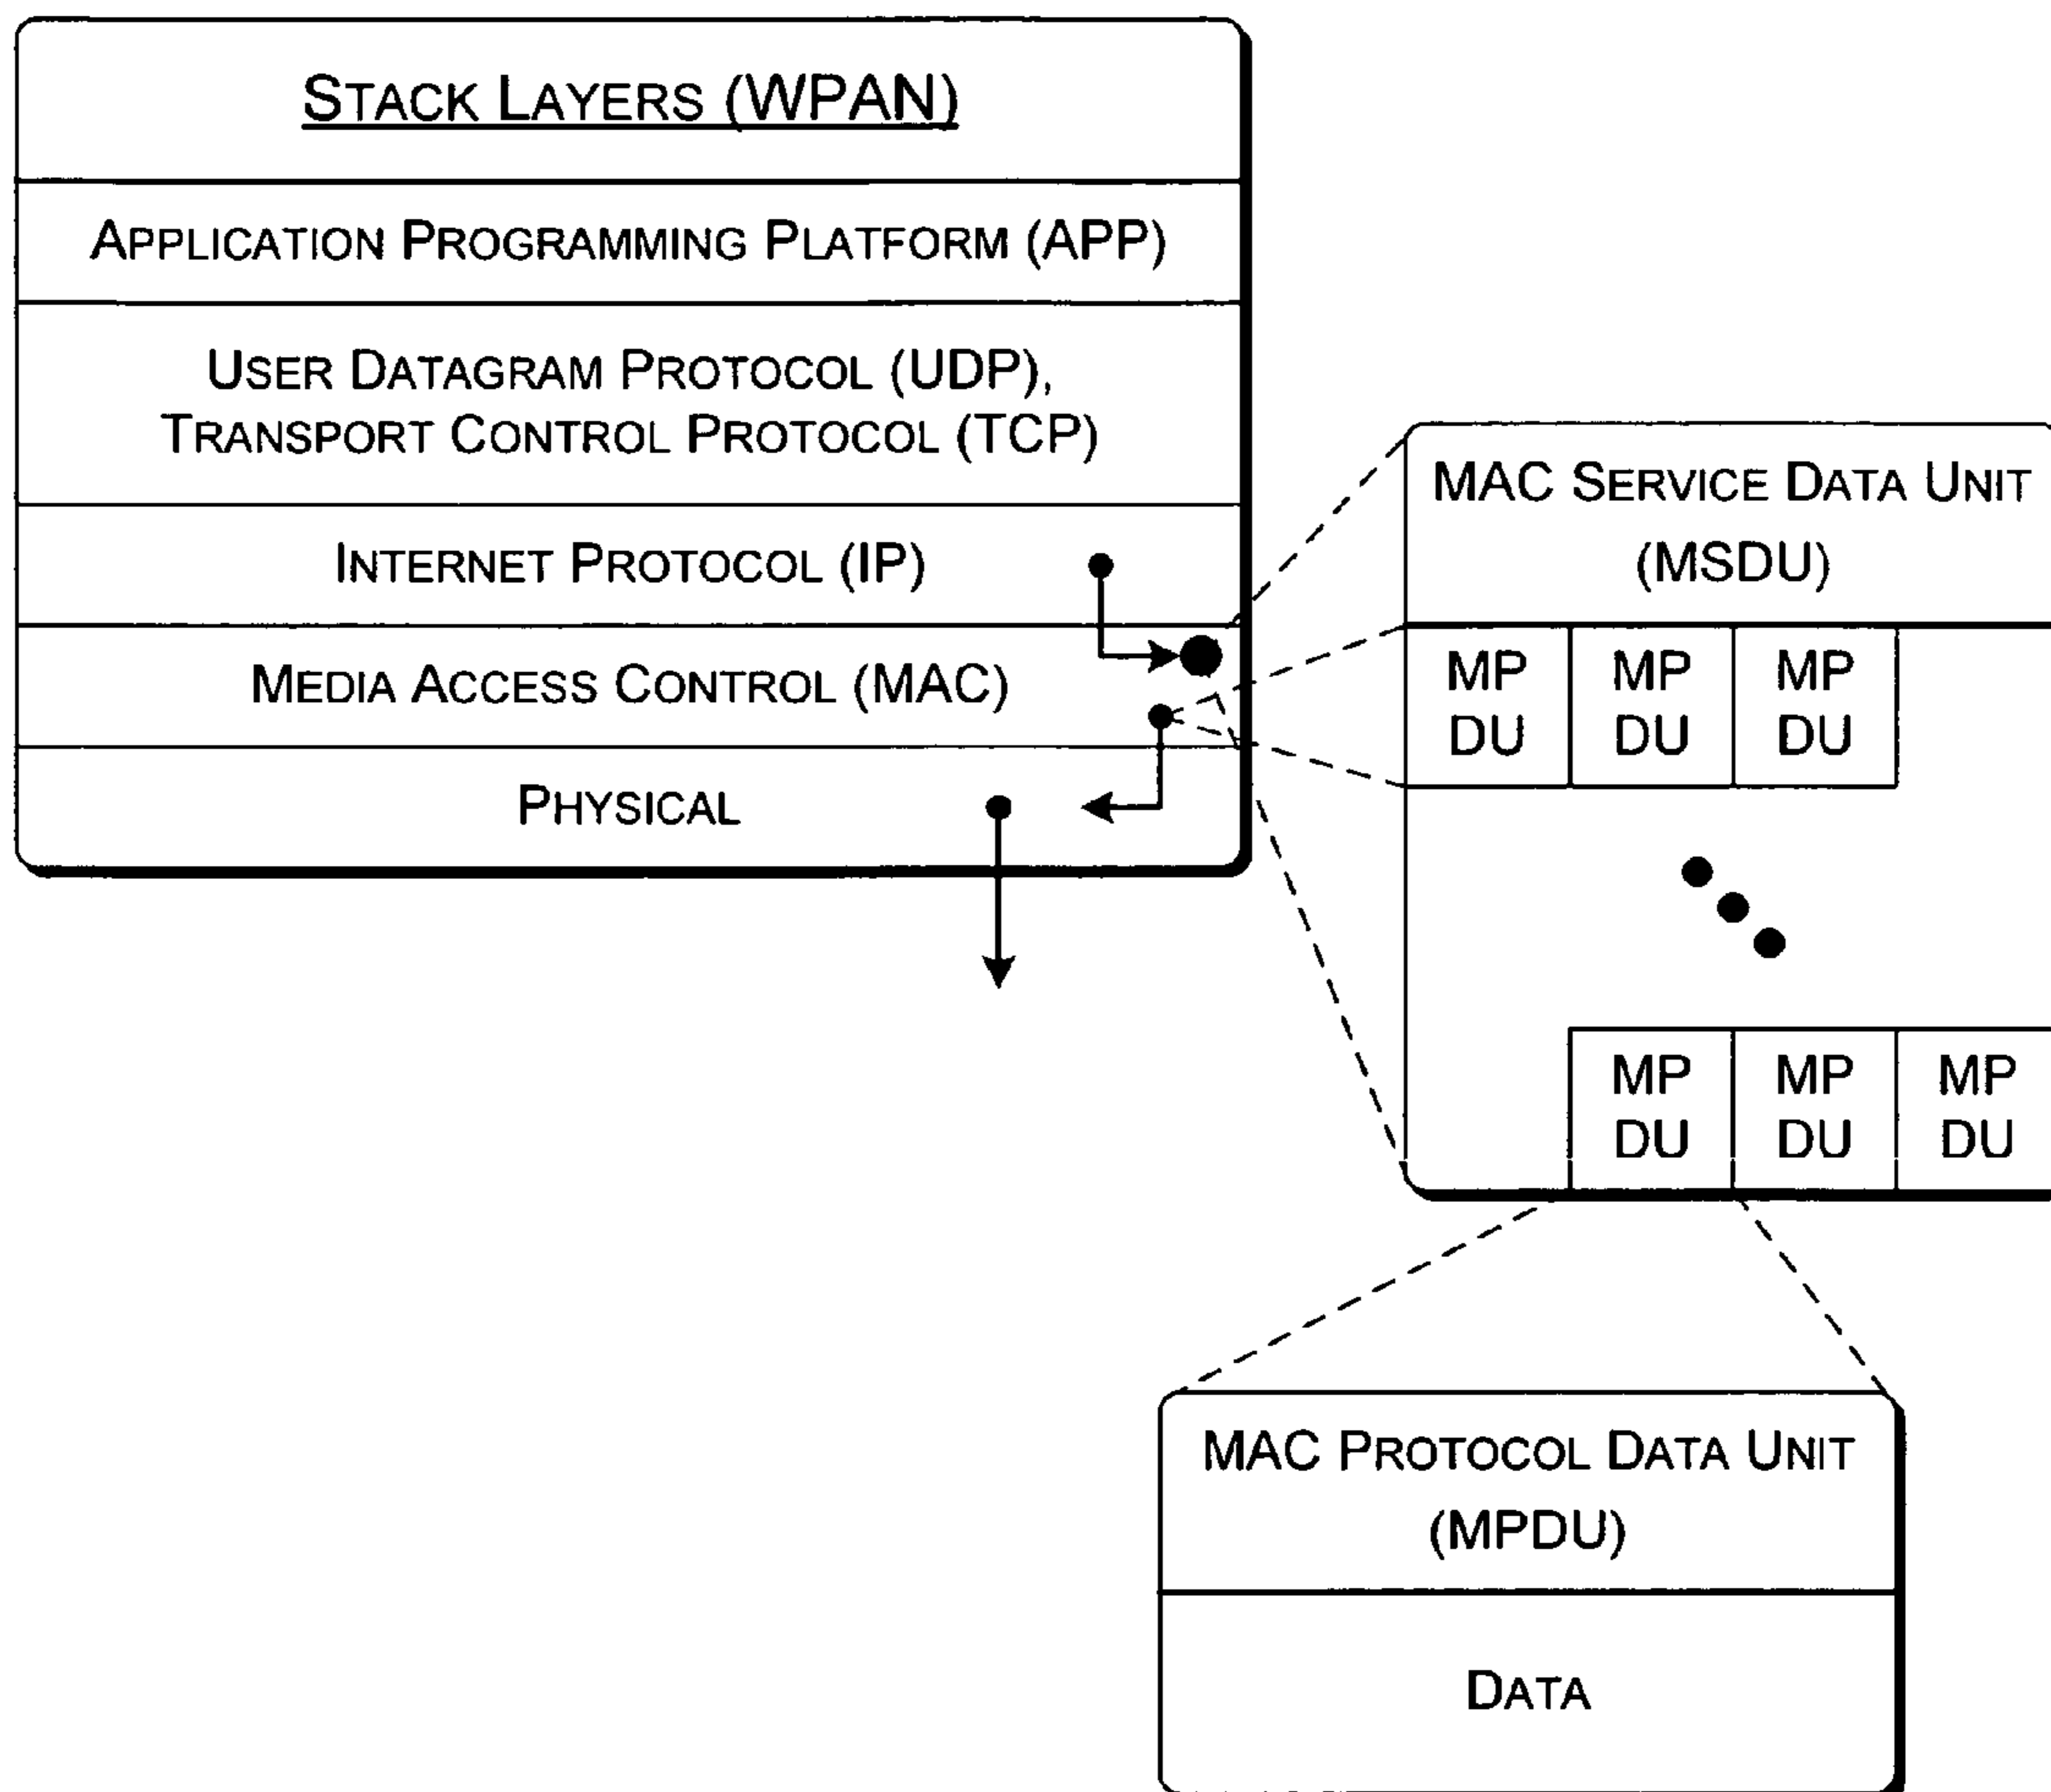 STACK LAYERS (WPAN)
APPLICATION PROGRAMMING PLATFORM (APP)
USER DATAGRAM PROTOCOL (UDP),
TRANSPORT CONTROL PROTOCOL (TCP)
INTERNET PROTOCOL (IP)
MEDIA ACCESS CONTROL (MAC)
PHYSICAL
MAC SERVICE DATA UNIT
(MSDU)
MP MP MP
DU DU DU
MP MP MP
DU DU DU
MAC PROTOCOL DATA UNIT
(MPDU)
DATA